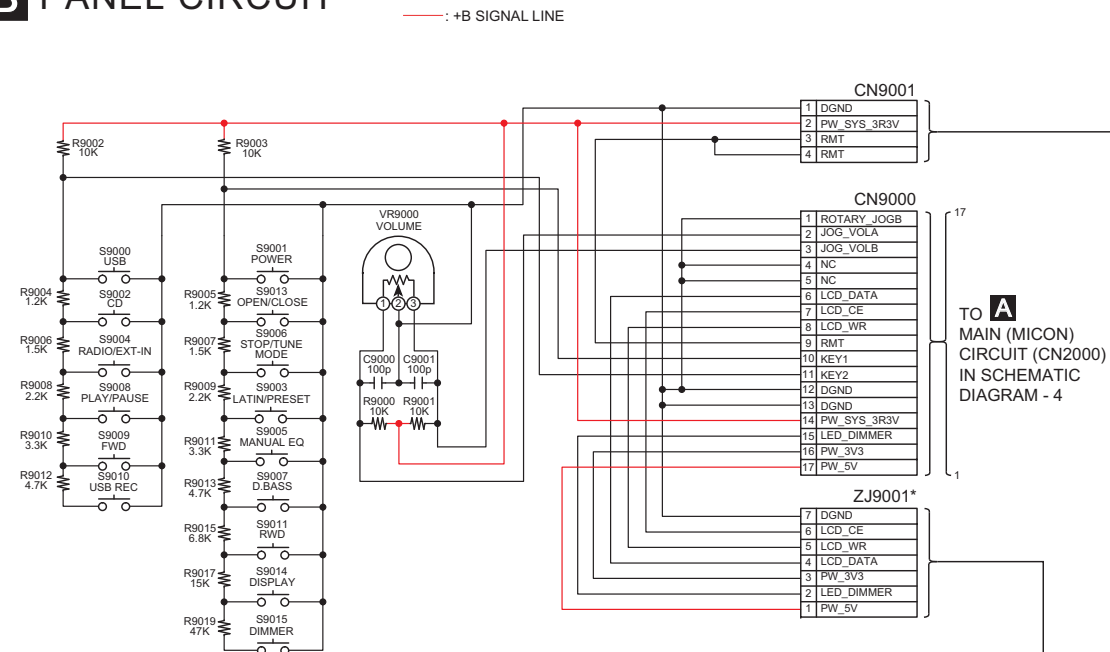 B PANEL CIRCUIT
: +B SIGNAL LINE
R9002
10K
R9003
10K
S9000
USB
R9004
1.2K
S9002
CD
R9006
1.5K
S9004
RADIO/EXT-IN
R9008
2.2K
S9008
PLAY/PAUSE
R9010
3.3K
S9009
FWD
R9012
4.7K
S9010
USB REC
S9001
POWER
R9005
1.2K
S9013
OPEN/CLOSE
R9007
1.5K
S9006
STOP/TUNE
MODE
R9009
2.2K
S9003
LATIN/PRESET
R9011
3.3K
S9005
MANUAL EQ
R9013
4.7K
S9007
D.BASS
R9015
6.8K
S9011
RWD
R9017
15K
S9014
DISPLAY
R9019
47K
S9015
DIMMER
VR9000
VOLUME
1 2 3
C9000
100p
C9001
100p
R9000
10K
R9001
10K
CN9001
1 DGND
2 PW_SYS_3R3V
3 RMT
4 RMT
CN9000
1 ROTARY_JOGB
2 JOG_VOLA
3 JOG_VOLB
4 NC
5 NC
6 LCD_DATA
7 LCD_CE
8 LCD_WR
9 RMT
10 KEY1
11 KEY2
12 DGND
13 DGND
14 PW_SYS_3R3V
15 LED_DIMMER
16 PW_3V3
17 PW_5V
17
1
TO A
MAIN (MICON)
CIRCUIT (CN2000)
IN SCHEMATIC
DIAGRAM - 4
ZJ9001*
7 DGND
6 LCD_CE
5 LCD_WR
4 LCD_DATA
3 PW_3V3
2 LED_DIMMER
1 PW_5V